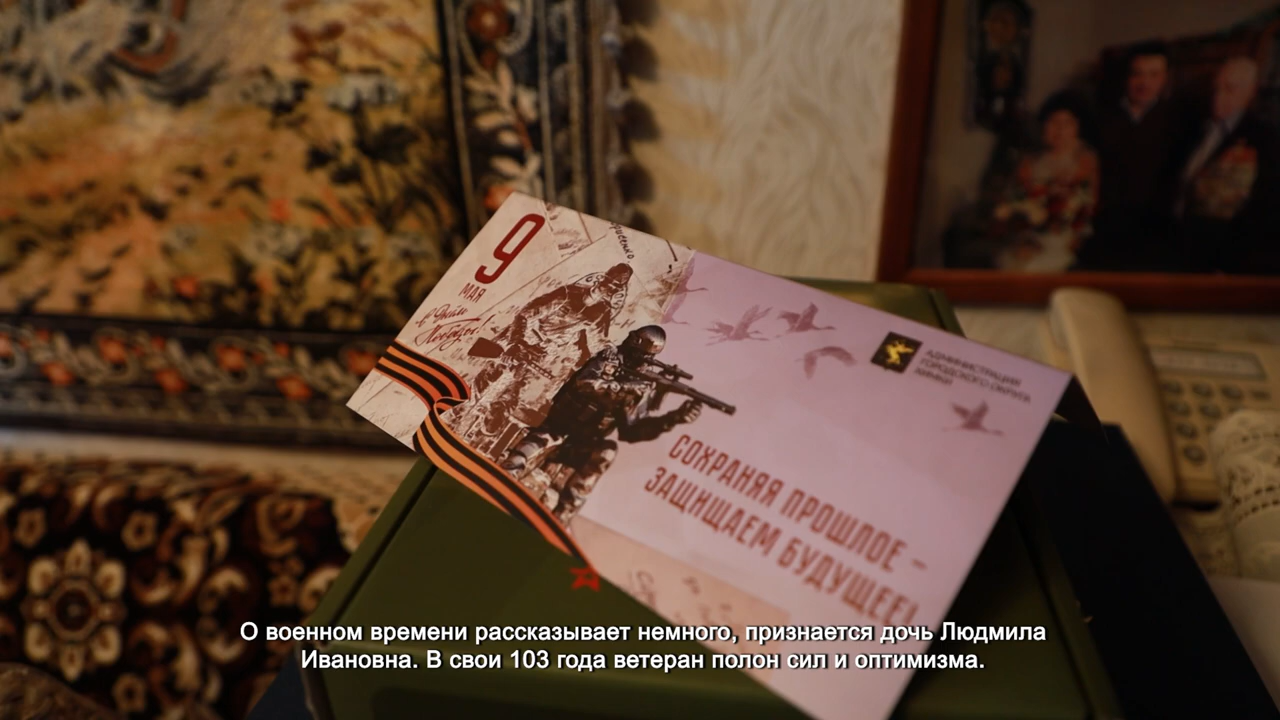 9
МАЯ
с Днём
Победы!
АДМИНИСТРАЦИЯ
ГОРОДСКОГО ОКРУГА
ХИМКИ
СОХРАНЯЯ ПРОШЛОЕ –
ЗАЩИЩАЕМ БУДУЩЕЕ!
О военном времени рассказывает немного, признается дочь Людмила
Ивановна. В свои 103 года ветеран полон сил и оптимизма.